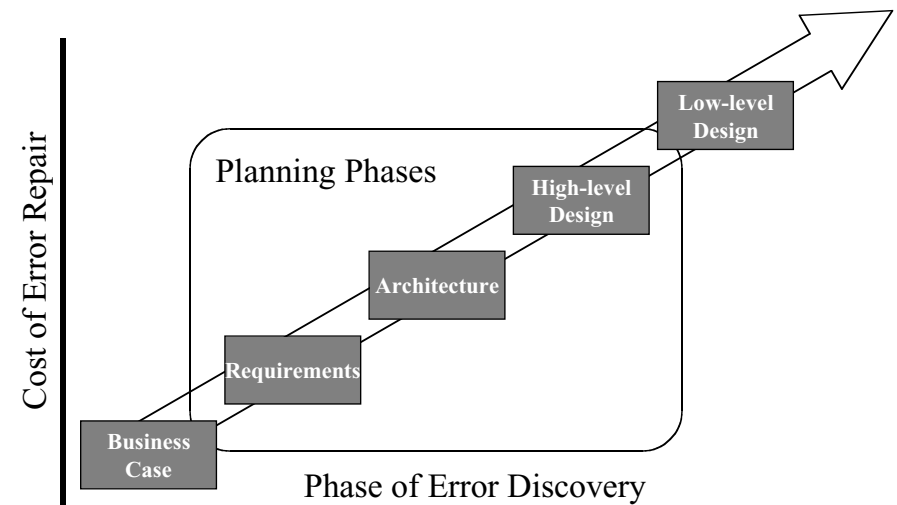 Cost of Error Repair
Low-level
Design
Planning Phases
High-level
Design
Architecture
Requirements
Business
Case
Phase of Error Discovery